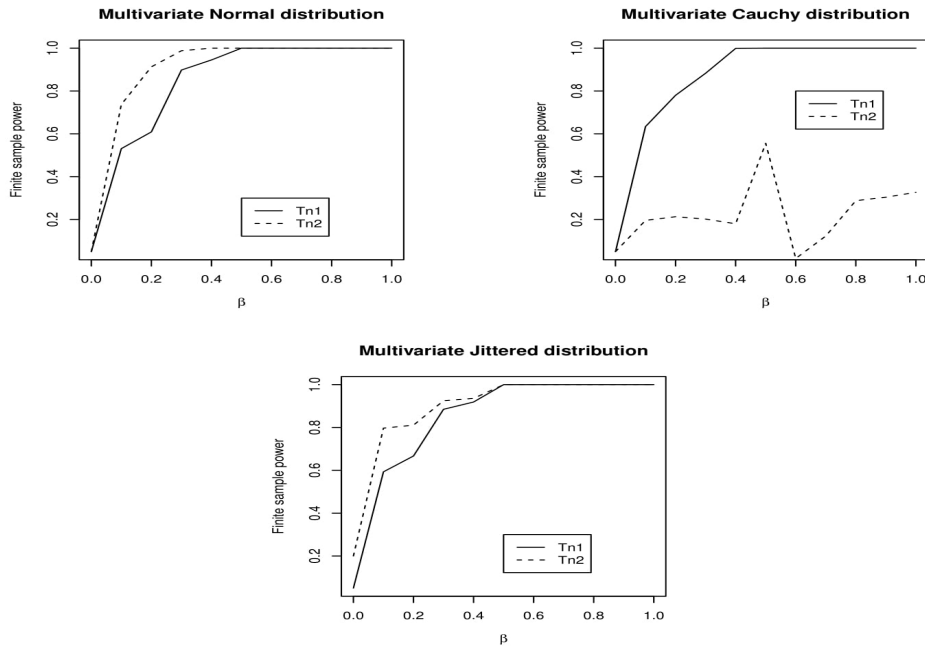 Multivariate Normal distribution
Finite sample power
1.0
0.8
0.6
0.4
0.2
Tn1
Tn2
0.0 0.2 0.4 0.6 0.8 1.0
β
Multivariate Cauchy distribution
Finite sample power
1.0
0.8
0.6
0.4
0.2
Tn1
Tn2
0.0 0.2 0.4 0.6 0.8 1.0
β
Multivariate Jittered distribution
Finite sample power
1.0
0.8
0.6
0.4
0.2
Tn1
Tn2
0.0 0.2 0.4 0.6 0.8 1.0
β